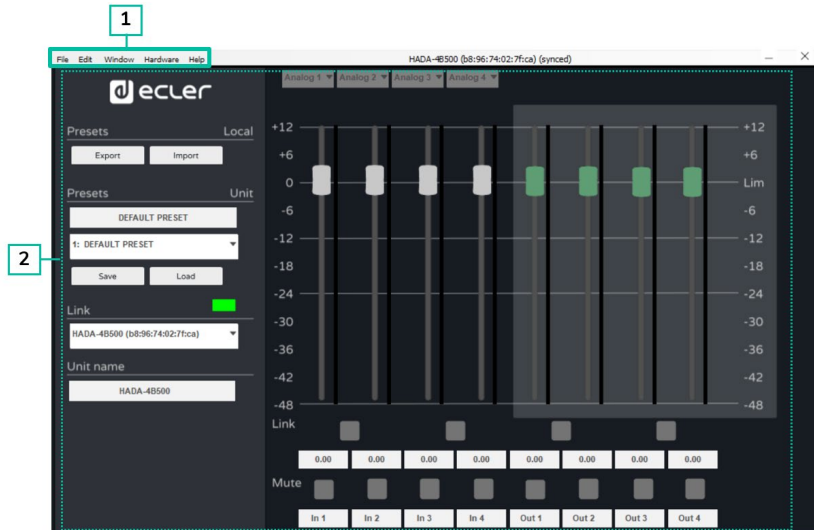 1
File Edit Window Hardware Help
HADA-4B500 (b8:96:74:02:7f:ca) (synced)
ecler
Analog 1 Analog 2 Analog 3 Analog 4
Presets Local
Export Import
Presets Unit
DEFAULT PRESET
1: DEFAULT PRESET
Save Load
2
Link
HADA-4B500 (b8:96:74:02:7f:ca)
Unit name
HADA-4B500
+12 +12
+6 +6
0 Lim
-6 -6
-12 -12
-18 -18
-24 -24
-30 -30
-36 -36
-42 -42
-48 -48
Link
0.00 0.00 0.00 0.00 0.00 0.00 0.00 0.00
Mute
In 1 In 2 In 3 In 4 Out 1 Out 2 Out 3 Out 4